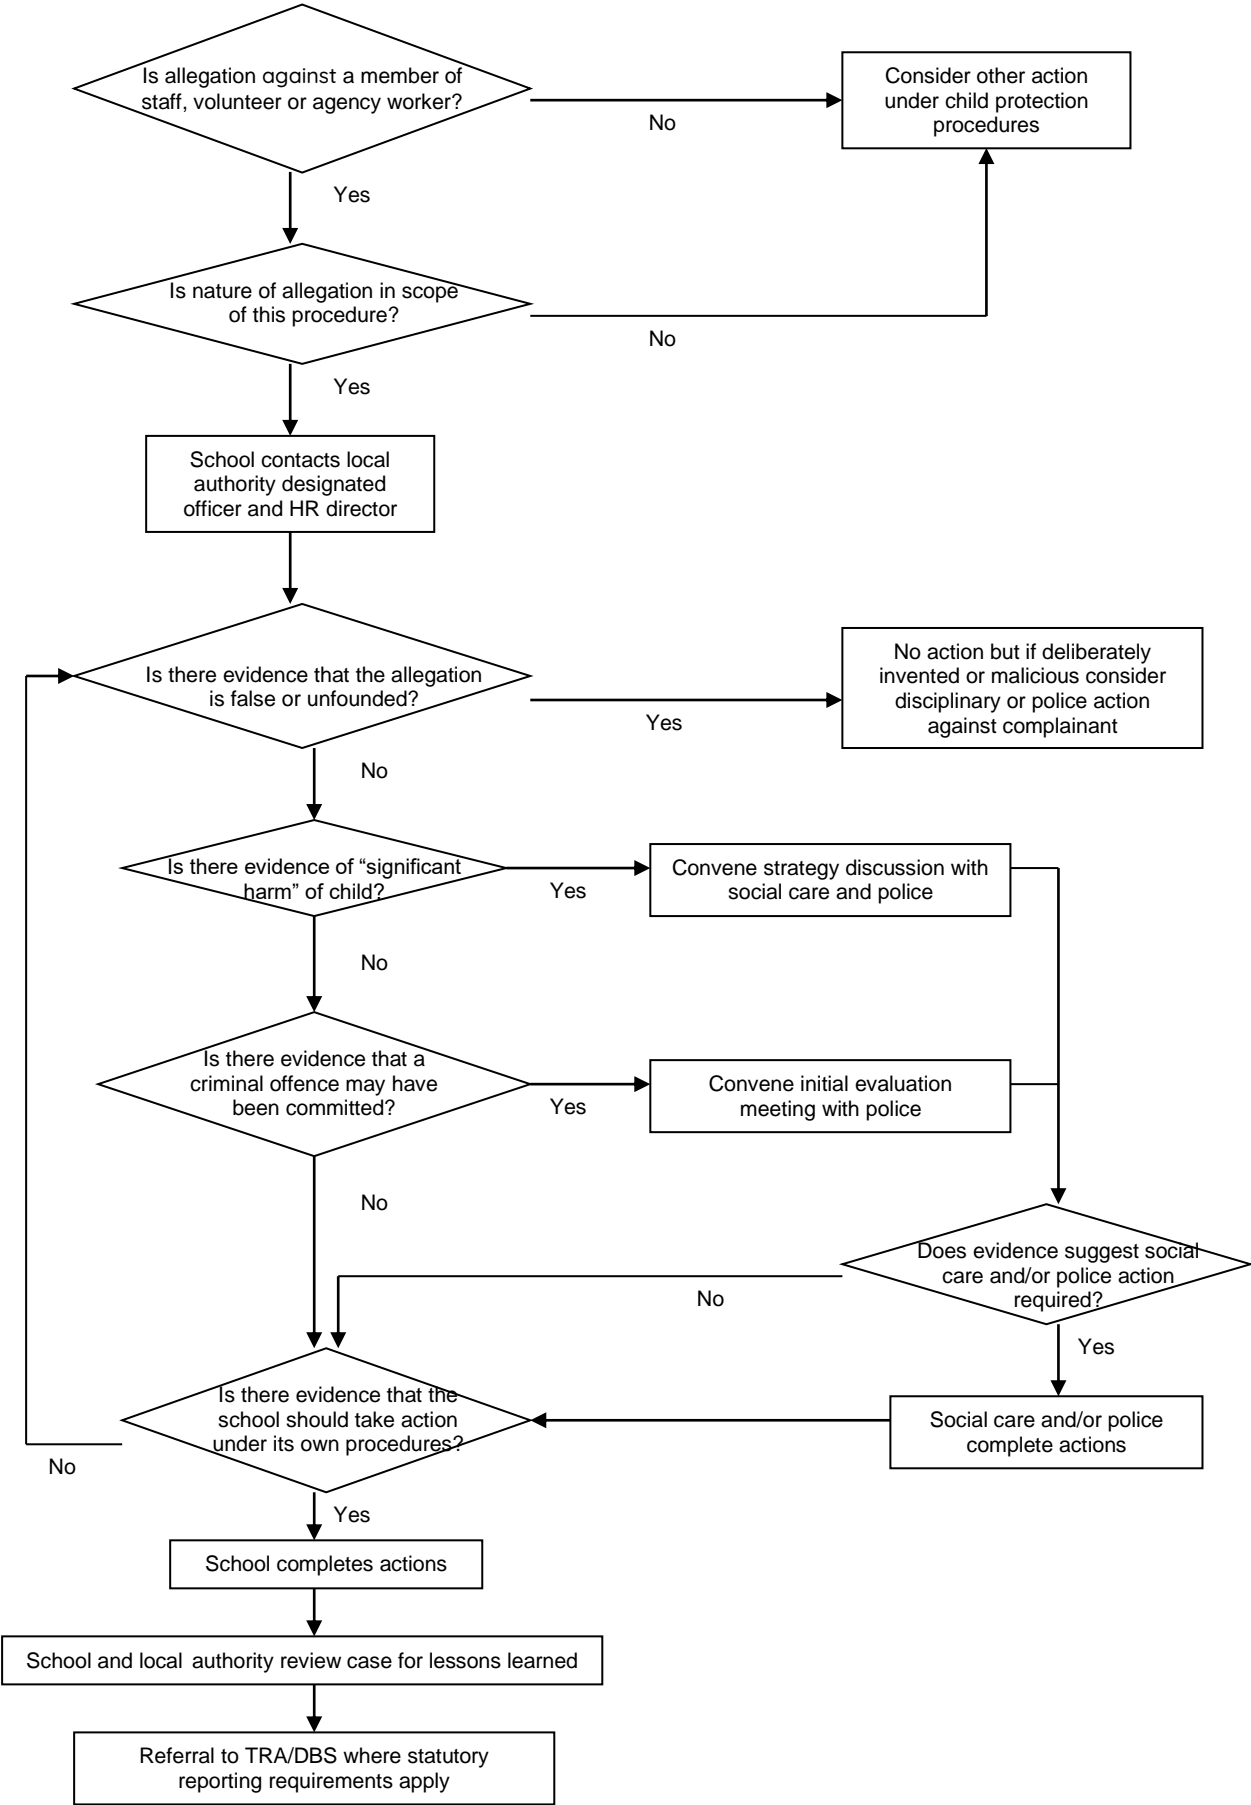 Is allegation against a member of
staff, volunteer or agency worker?
No
Consider other action
under child protection
procedures
Yes
Is nature of allegation in scope
of this procedure?
No
Yes
School contacts local
authority designated
officer and HR director
Is there evidence that the allegation
is false or unfounded?
Yes
No action but if deliberately
invented or malicious consider
disciplinary or police action
against complainant
No
Is there evidence of “significant
harm” of child?
Yes
Convene strategy discussion with
social care and police
No
Is there evidence that a
criminal offence may have
been committed?
Yes
Convene initial evaluation
meeting with police
No
Does evidence suggest social
care and/or police action
required?
No
Yes
Social care and/or police
complete actions
Is there evidence that the
school should take action
under its own procedures?
No
Yes
School completes actions
School and local authority review case for lessons learned
Referral to TRA/DBS where statutory
reporting requirements apply